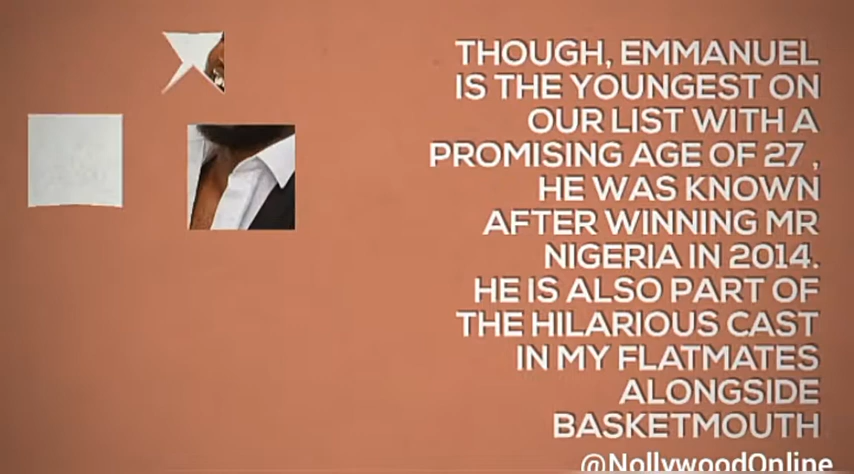 THOUGH, EMMANUEL
IS THE YOUNGEST ON
OUR LIST WITH A
PROMISING AGE OF 27 ,
HE WAS KNOWN
AFTER WINNING MR
NIGERIA IN 2014.
HE IS ALSO PART OF
THE HILARIOUS CAST
IN MY FLATMATES
ALONGSIDE
BASKETMOUTH
@NollywoodOnline